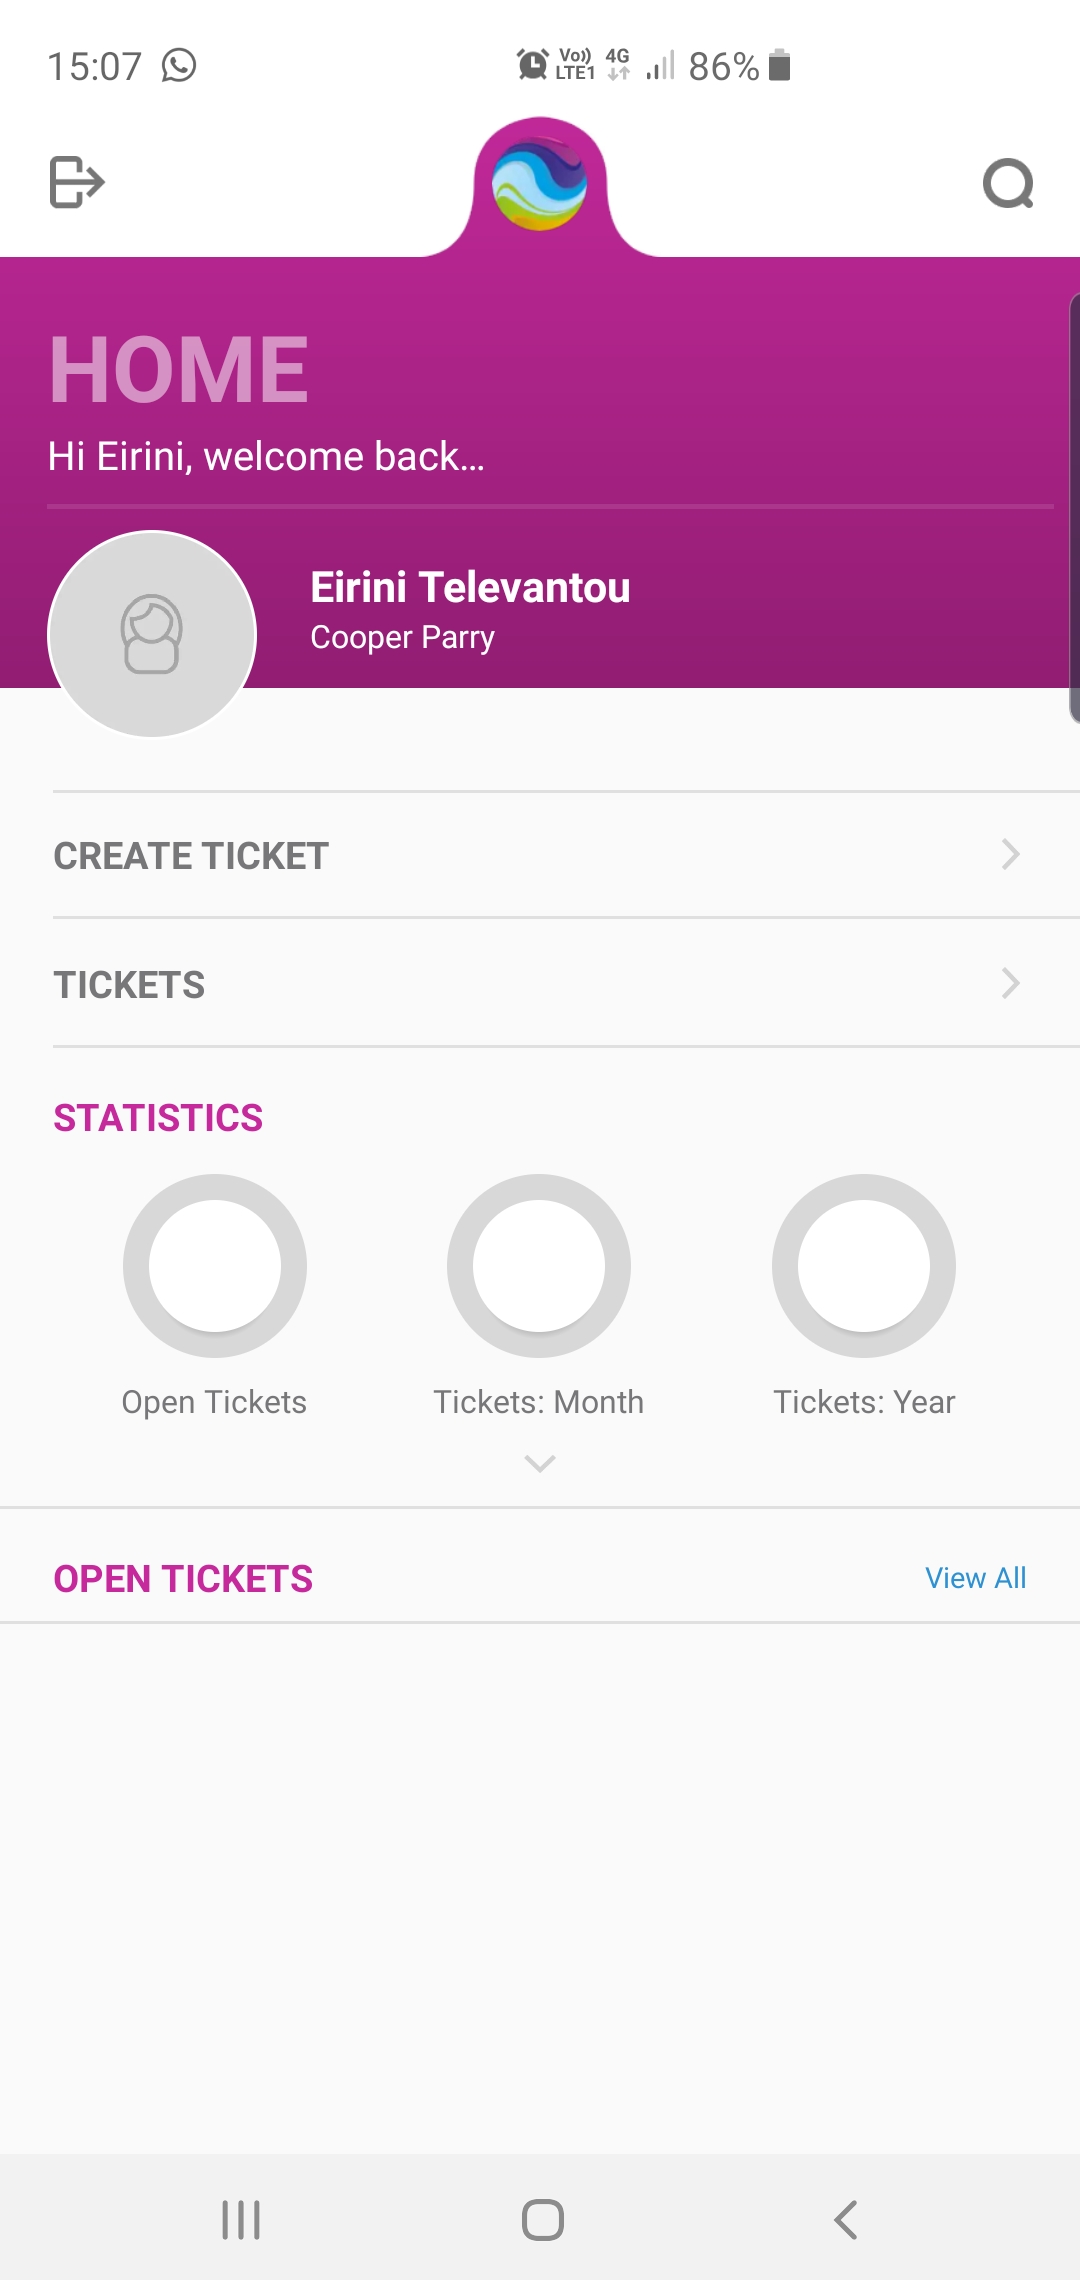 15:07
Vo)) LTE1 4G 86%
HOME
Hi Eirini, welcome back...
Eirini Televantou
Cooper Parry
CREATE TICKET
TICKETS
STATISTICS
Open Tickets Tickets: Month Tickets: Year
OPEN TICKETS View All